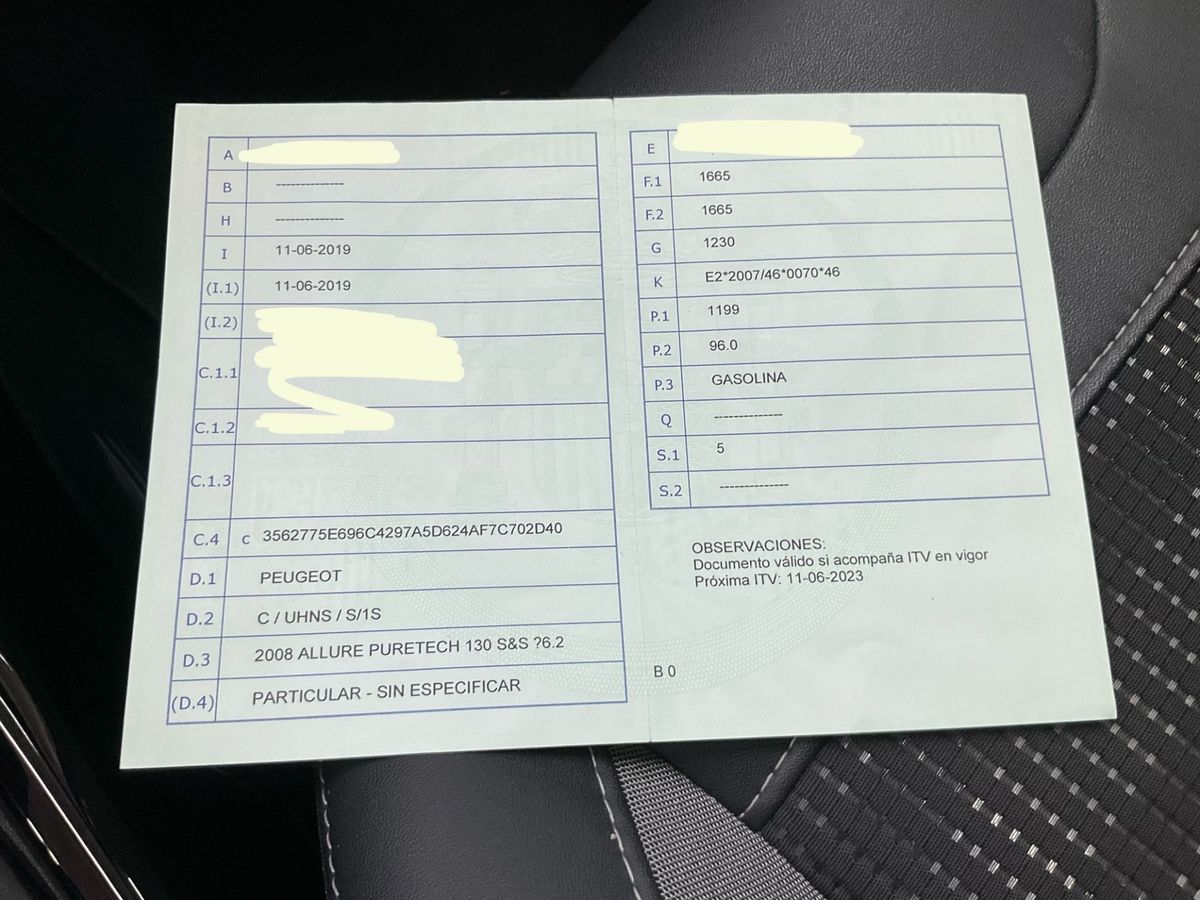 A
B --------------
H --------------
I 11-06-2019
(I.1) 11-06-2019
(I.2)
C.1.1
C.1.2
C.1.3
C.4 c 3562775E696C4297A5D624AF7C702D40
D.1 PEUGEOT
D.2 C / UHNS / S/1S
D.3 2008 ALLURE PURETECH 130 S&S ?6.2
(D.4) PARTICULAR - SIN ESPECIFICAR
E
F.1 1665
F.2 1665
G 1230
K E2*2007/46*0070*46
P.1 1199
P.2 96.0
P.3 GASOLINA
Q --------------
S.1 5
S.2 --------------
OBSERVACIONES:
Documento válido si acompaña ITV en vigor
Próxima ITV: 11-06-2023
B 0